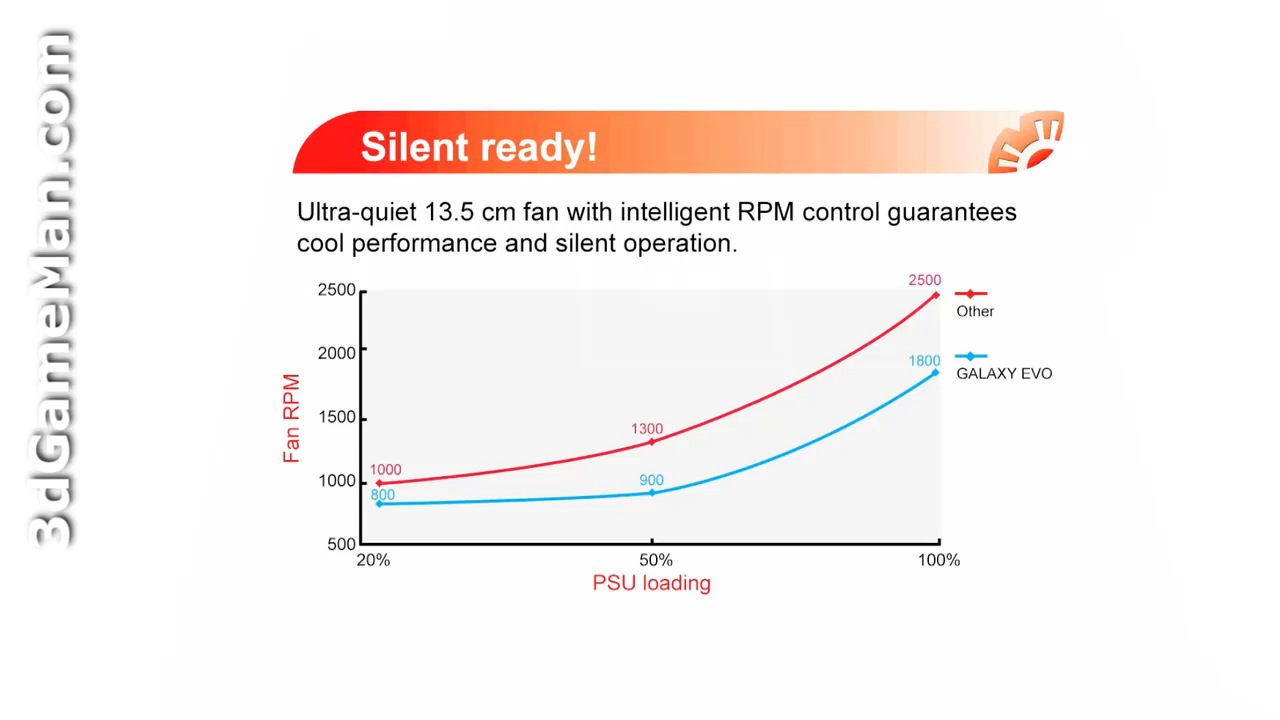 3dGameMan.com
Silent ready!
Ultra-quiet 13.5 cm fan with intelligent RPM control guarantees
cool performance and silent operation.
Fan RPM
2500
2000
1500
1000
500
1000
800
1300
900
2500
1800
Other
GALAXY EVO
20%
50%
100%
PSU loading